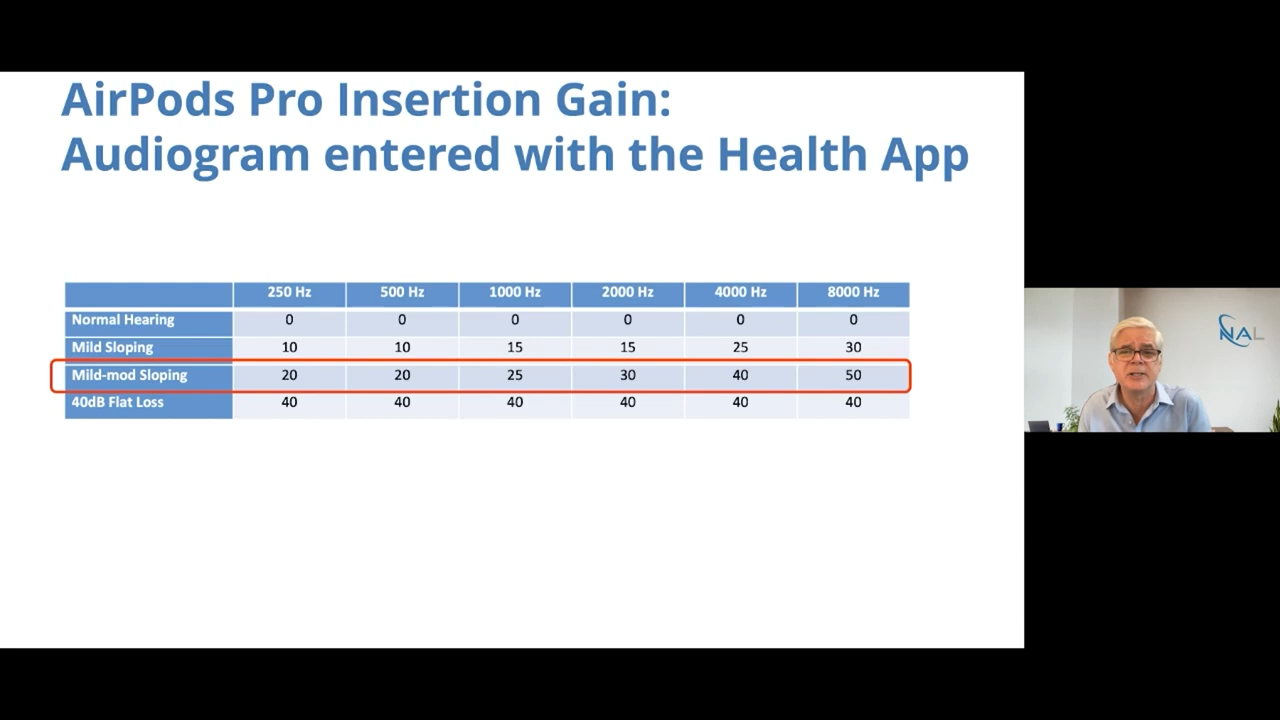 AirPods Pro Insertion Gain:
Audiogram entered with the Health App
250 Hz 500 Hz 1000 Hz 2000 Hz 4000 Hz 8000 Hz
Normal Hearing 0 0 0 0 0 0
Mild Sloping 10 10 15 15 25 30
Mild-mod Sloping 20 20 25 30 40 50
40dB Flat Loss 40 40 40 40 40 40
NAL